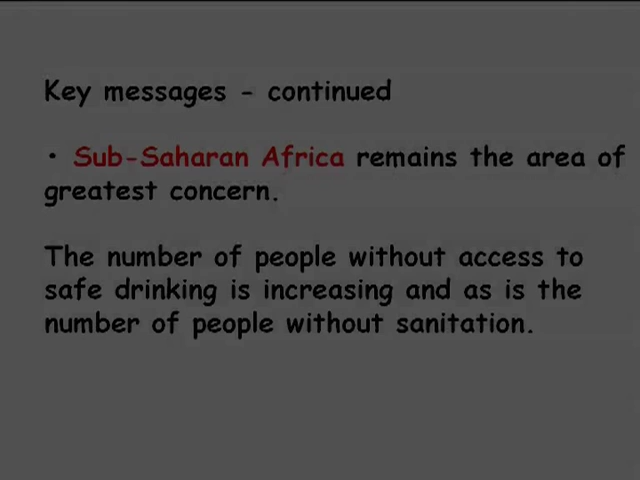 Key messages - continued
• Sub-Saharan Africa remains the area of
greatest concern.
The number of people without access to
safe drinking is increasing and as is the
number of people without sanitation.